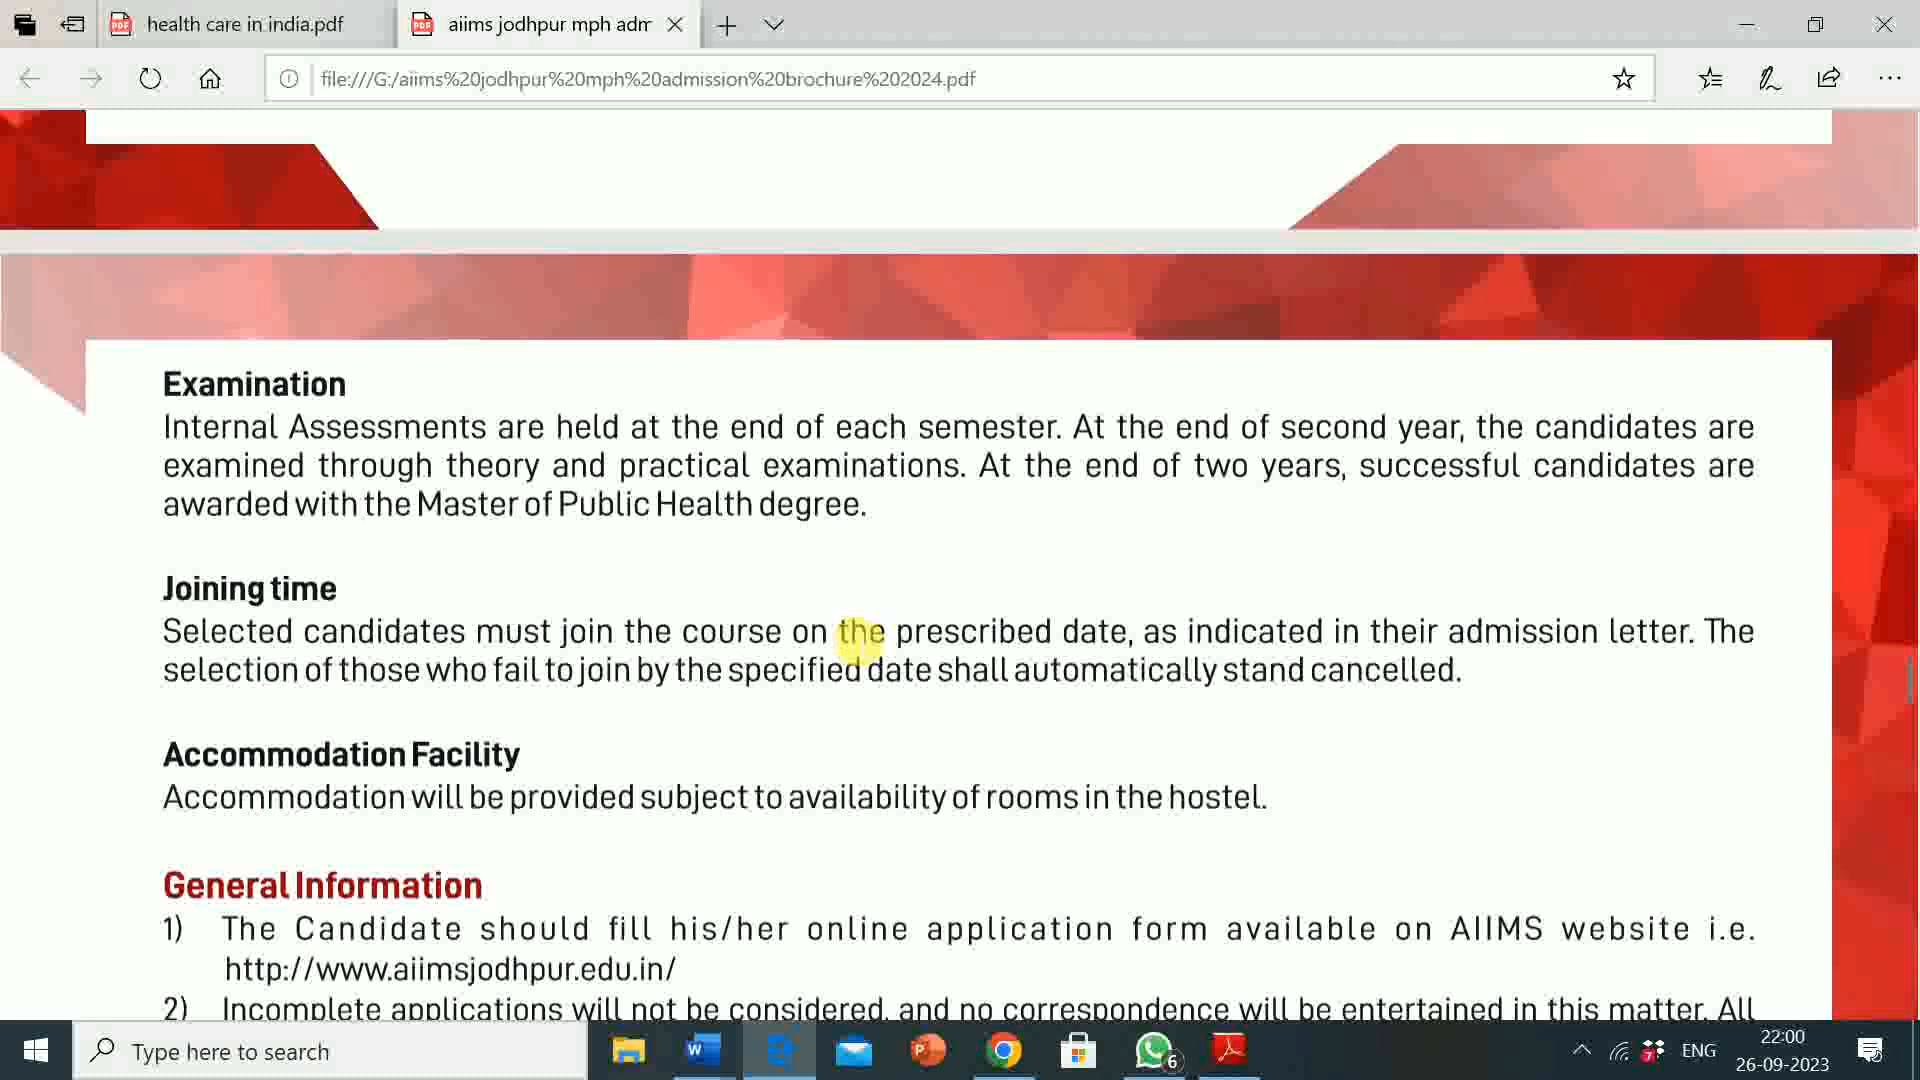 health care in india.pdf
aiims jodhpur mph adm
file:///G:/aiims%20jodhpur%20mph%20admission%20brochure%202024.pdf
Examination
Internal Assessments are held at the end of each semester. At the end of second year, the candidates are
examined through theory and practical examinations. At the end of two years, successful candidates are
awarded with the Master of Public Health degree.
Joining time
Selected candidates must join the course on the prescribed date, as indicated in their admission letter. The
selection of those who fail to join by the specified date shall automatically stand cancelled.
Accommodation Facility
Accommodation will be provided subject to availability of rooms in the hostel.
General Information
1) The Candidate should fill his/her online application form available on AIIMS website i.e.
http://www.aiimsjodhpur.edu.in/
2) Incomplete applications will not be considered, and no correspondence will be entertained in this matter. All
Type here to search
6
7
ENG
22:00
26-09-2023